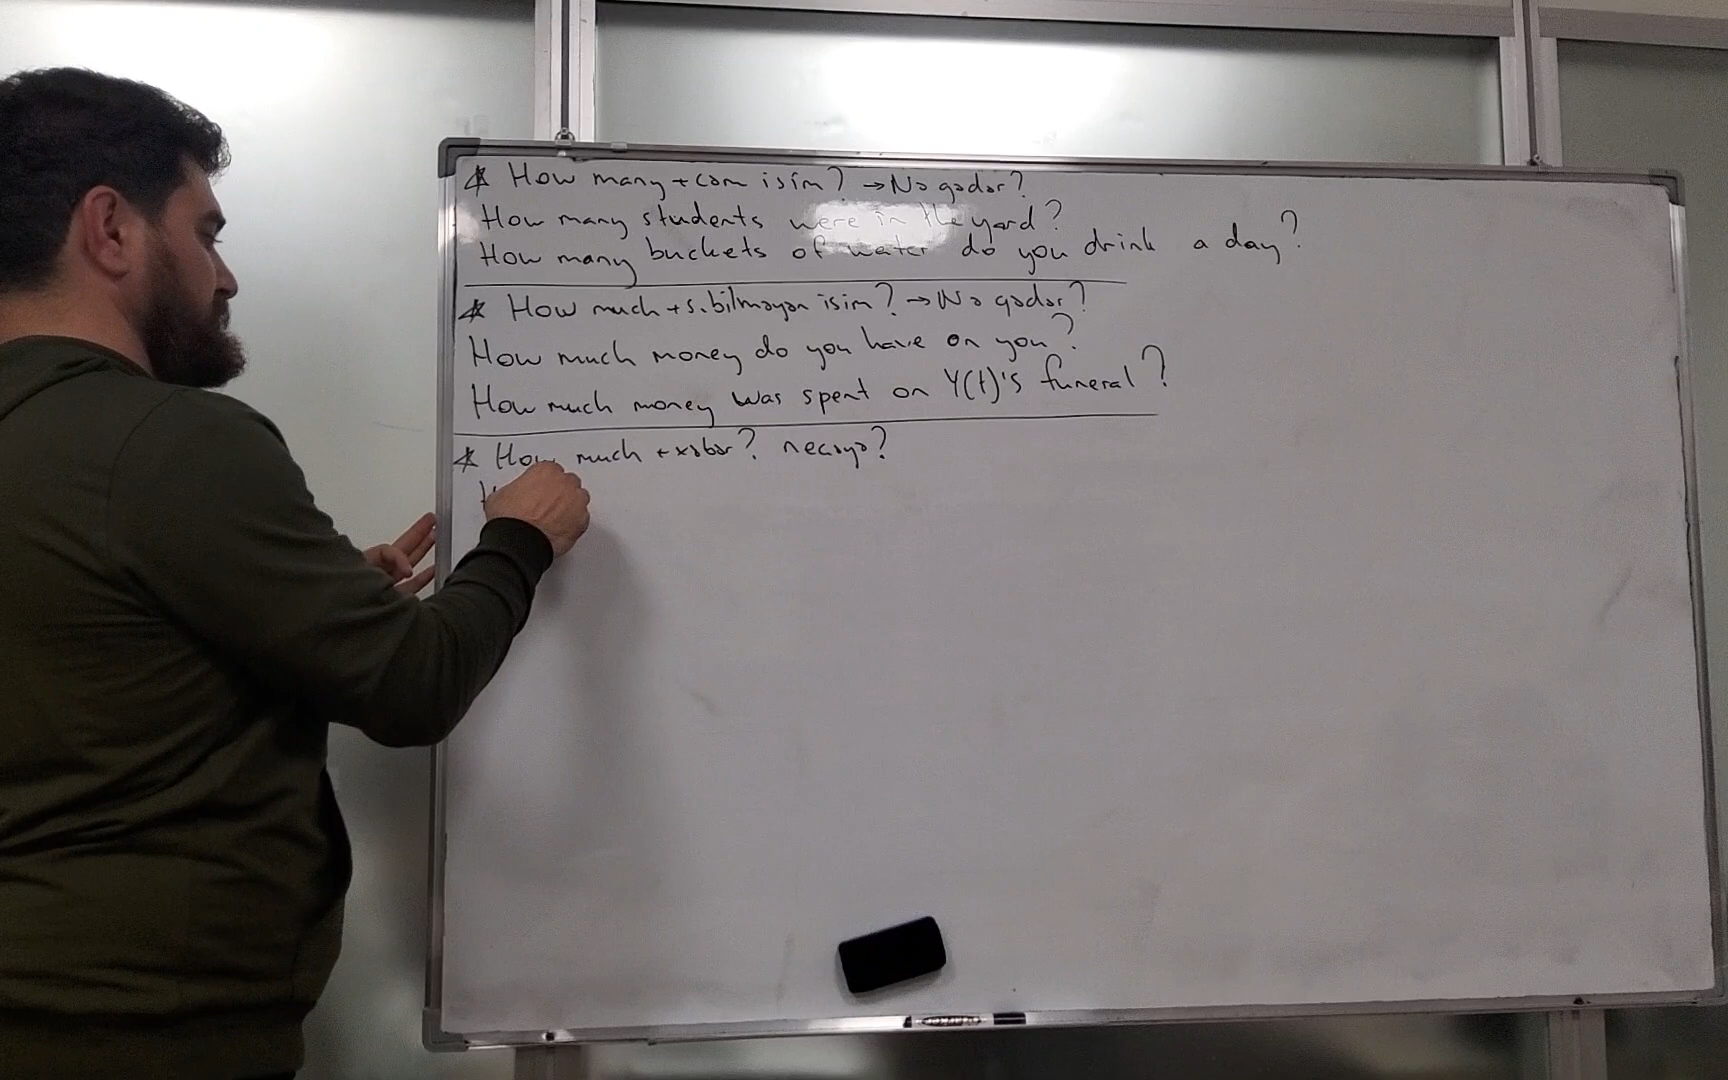 * How many + cəm isim? → Nə qədər?
How many students were in the yard?
How many buckets of water do you drink a day?
* How much + s. bilməyən isim? → Nə qədər?
How much money do you have on you?
How much money was spent on Y(t)'s funeral?
* How much + xəbər? neçəyə?
H